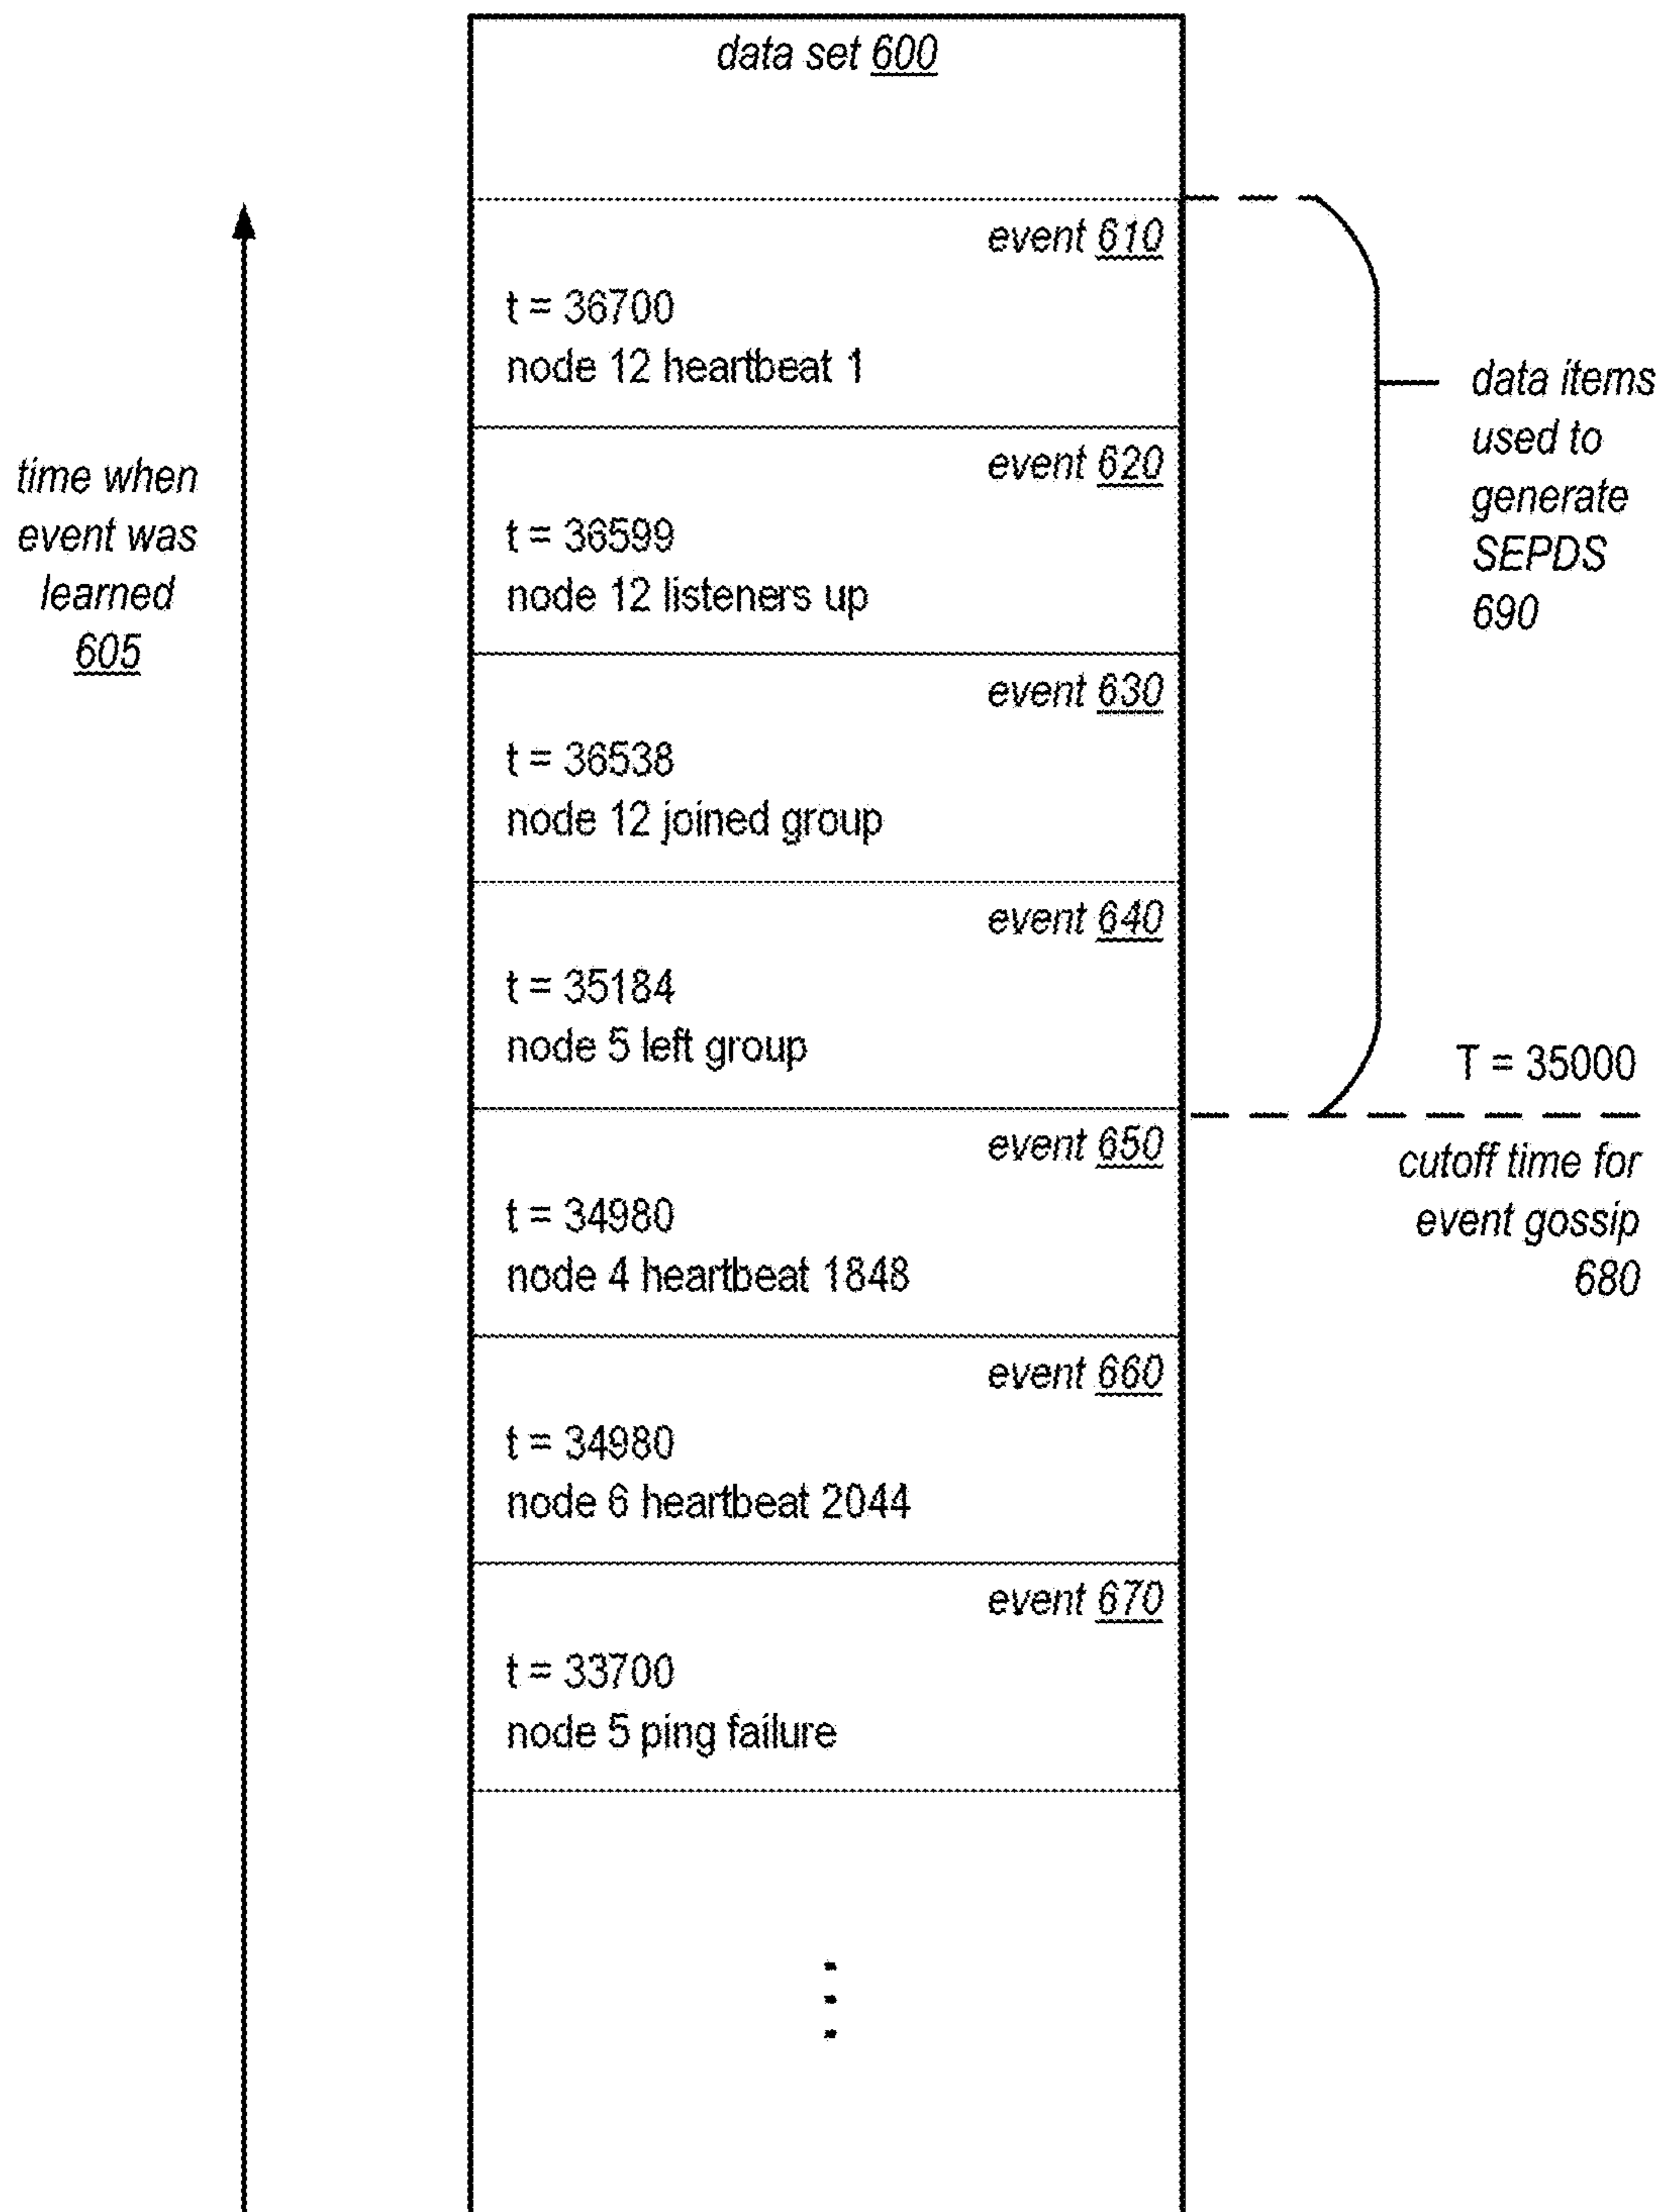 data set 600
time when
event was
learned
605
event 610
t = 36700
node 12 heartbeat 1
event 620
t = 36599
node 12 listeners up
event 630
t = 36538
node 12 joined group
event 640
t = 35184
node 5 left group
event 650
t = 34980
node 4 heartbeat 1848
event 660
t = 34980
node 6 heartbeat 2044
event 670
t = 33700
node 5 ping failure
data items
used to
generate
SEPDS
690
T = 35000
cutoff time for
event gossip
680